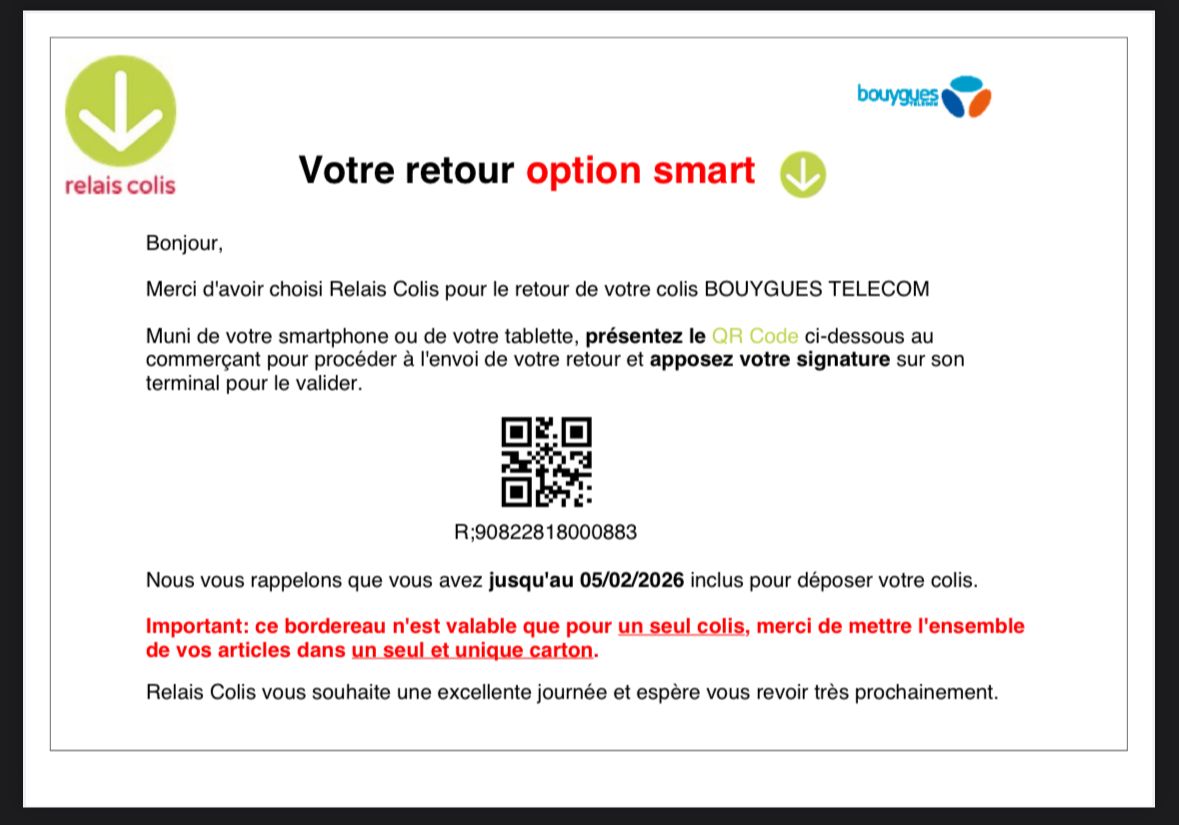 relais colis
bouygues
TELECOM
Votre retour option smart
Bonjour,
Merci d'avoir choisi Relais Colis pour le retour de votre colis BOUYGUES TELECOM
Muni de votre smartphone ou de votre tablette, présentez le QR Code ci-dessous au
commerçant pour procéder à l'envoi de votre retour et apposez votre signature sur son
terminal pour le valider.
R;90822818000883
Nous vous rappelons que vous avez jusqu'au 05/02/2026 inclus pour déposer votre colis.
Important: ce bordereau n'est valable que pour un seul colis, merci de mettre l'ensemble
de vos articles dans un seul et unique carton.
Relais Colis vous souhaite une excellente journée et espère vous revoir très prochainement.